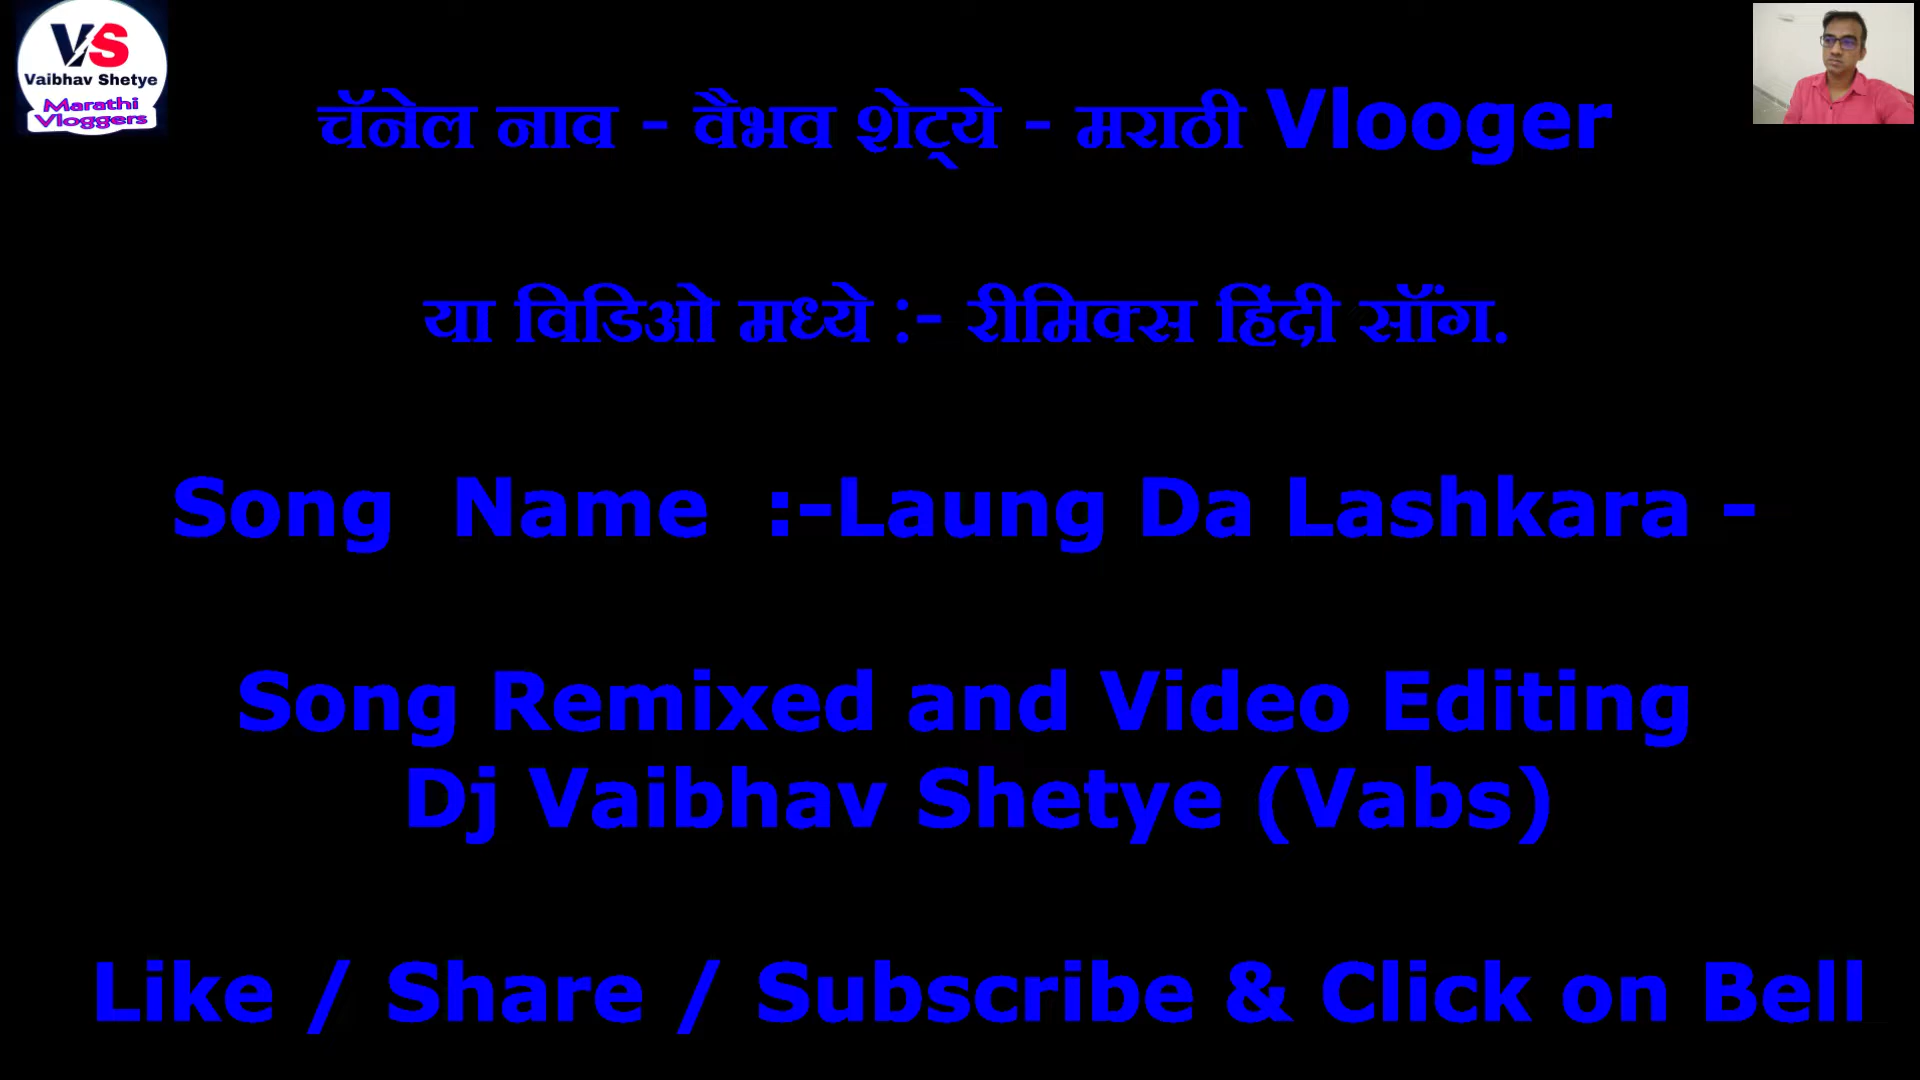 VS
Vaibhav Shetye
Marathi
Vloggers
चॅनेल नाव - वैभव शेट्ये - मराठी Vlooger
या विडिओ मध्ये :- रीमिक्स हिंदी सॉंग.
Song Name :-Laung Da Lashkara -
Song Remixed and Video Editing
Dj Vaibhav Shetye (Vabs)
Like / Share / Subscribe & Click on Bell